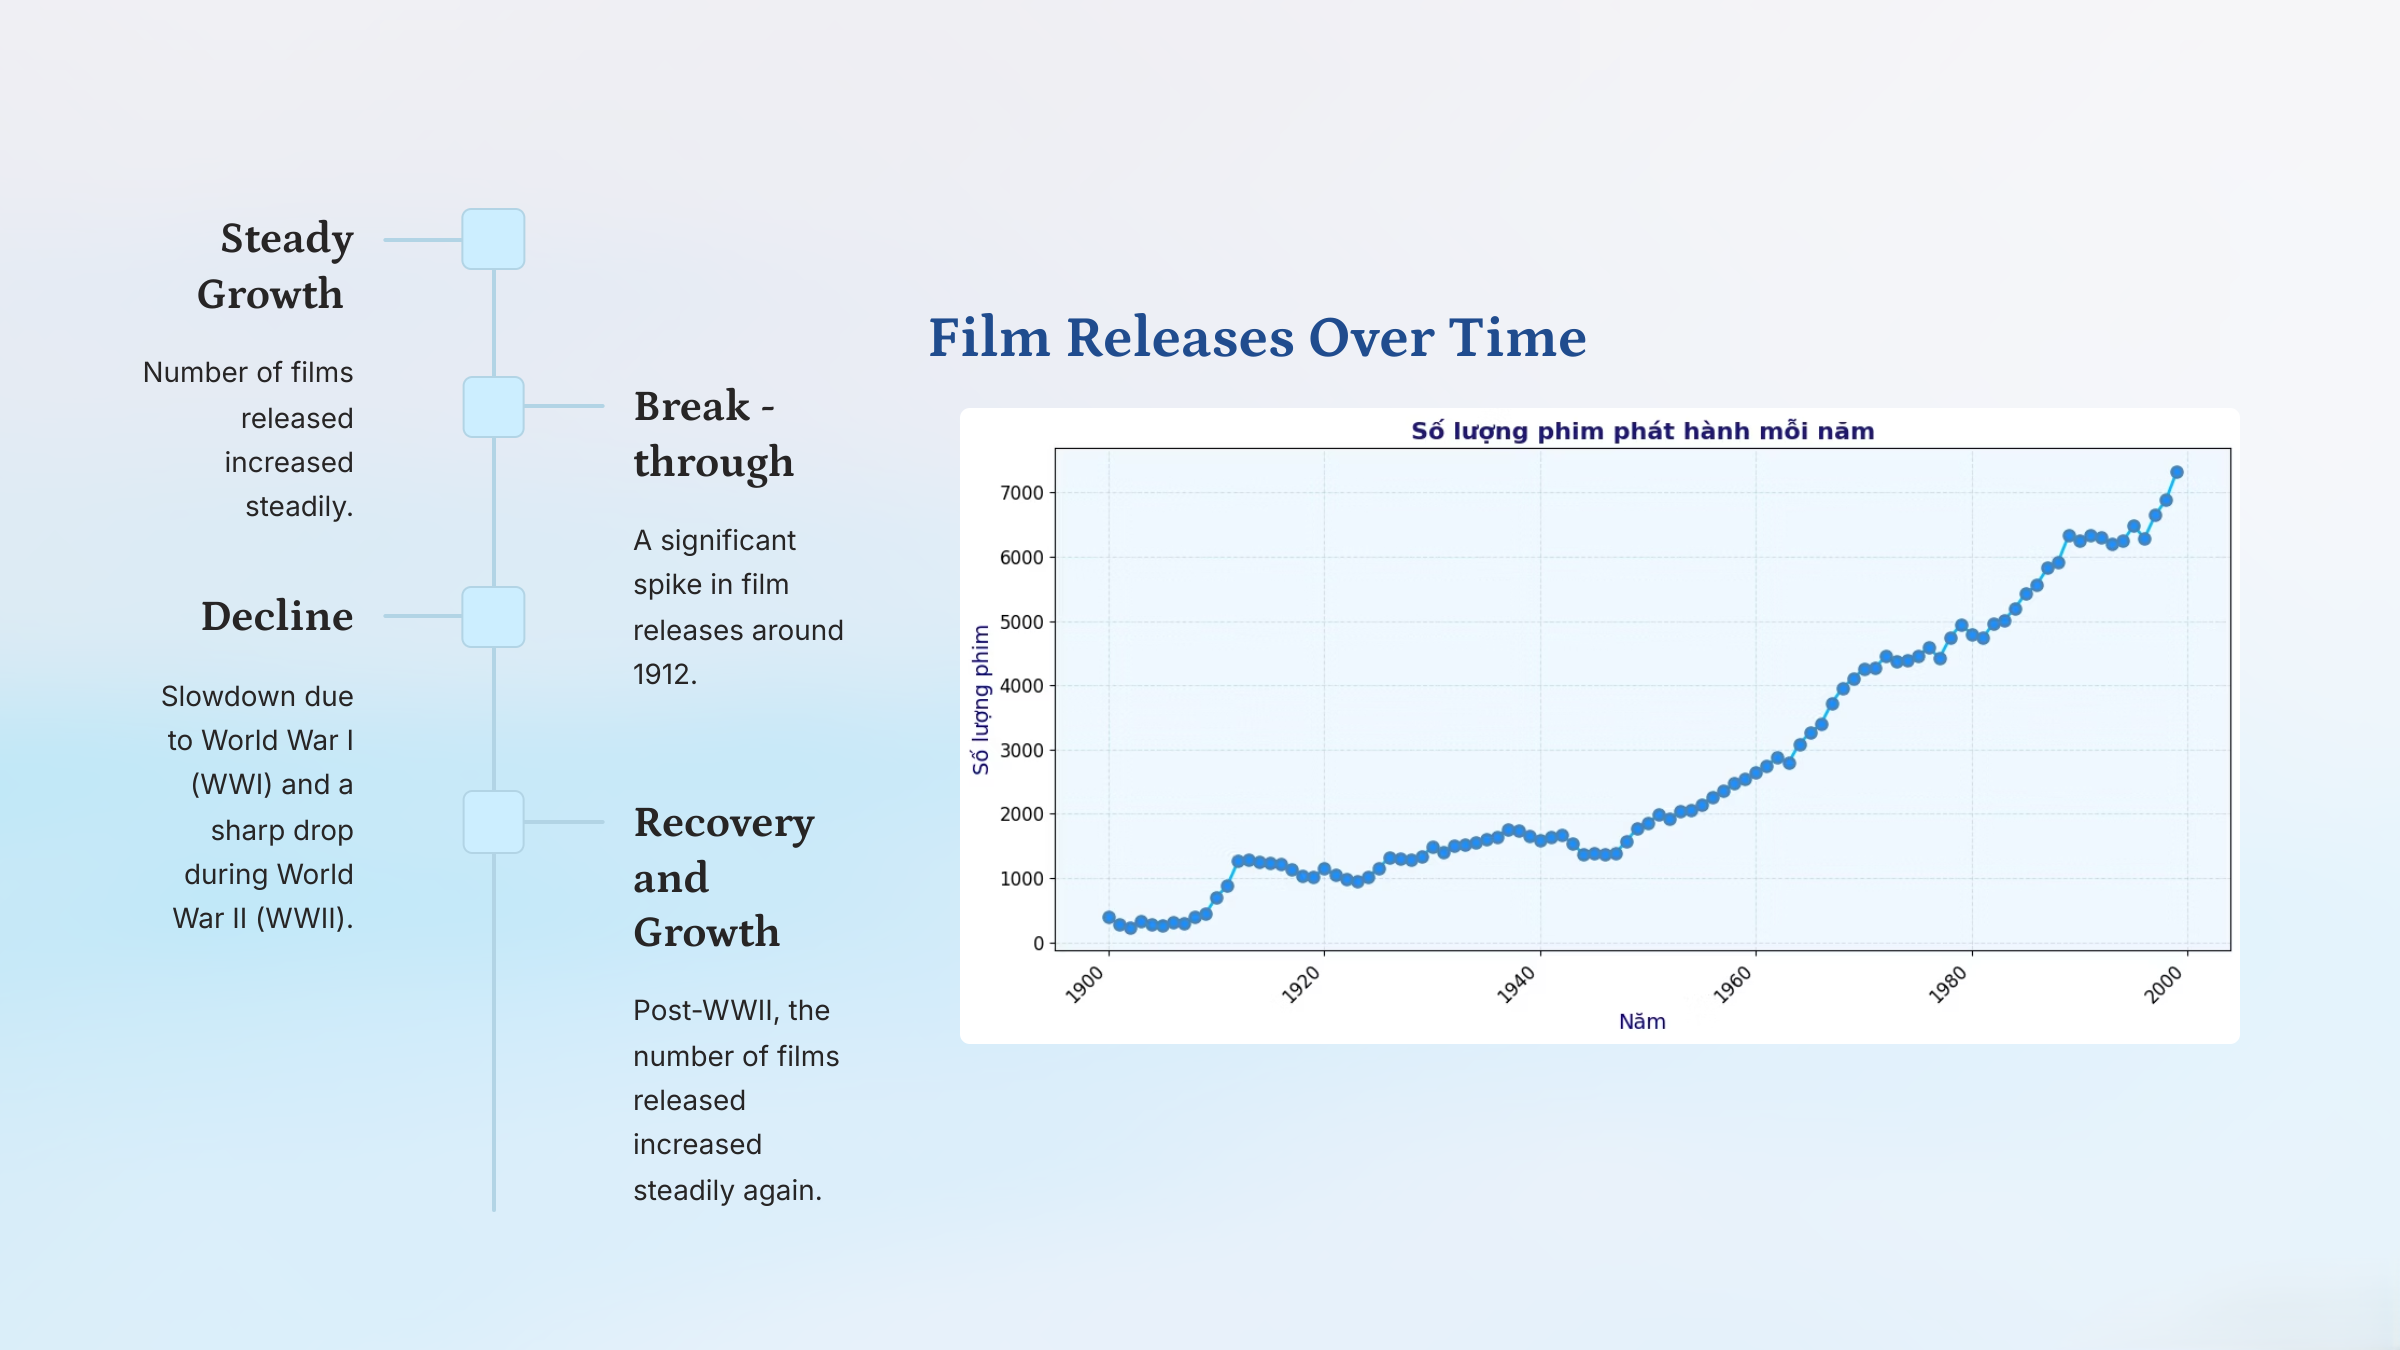 Steady
Growth
Number of films
released
increased
steadily.
Break -
through
A significant
spike in film
releases around
1912.
Decline
Slowdown due
to World War I
(WWI) and a
sharp drop
during World
War II (WWII).
Recovery
and
Growth
Post-WWII, the
number of films
released
increased
steadily again.
Film Releases Over Time
Số lượng phim phát hành mỗi năm
Số lượng phim
7000
6000
5000
4000
3000
2000
1000
0
1900
1920
1940
1960
1980
2000
Năm